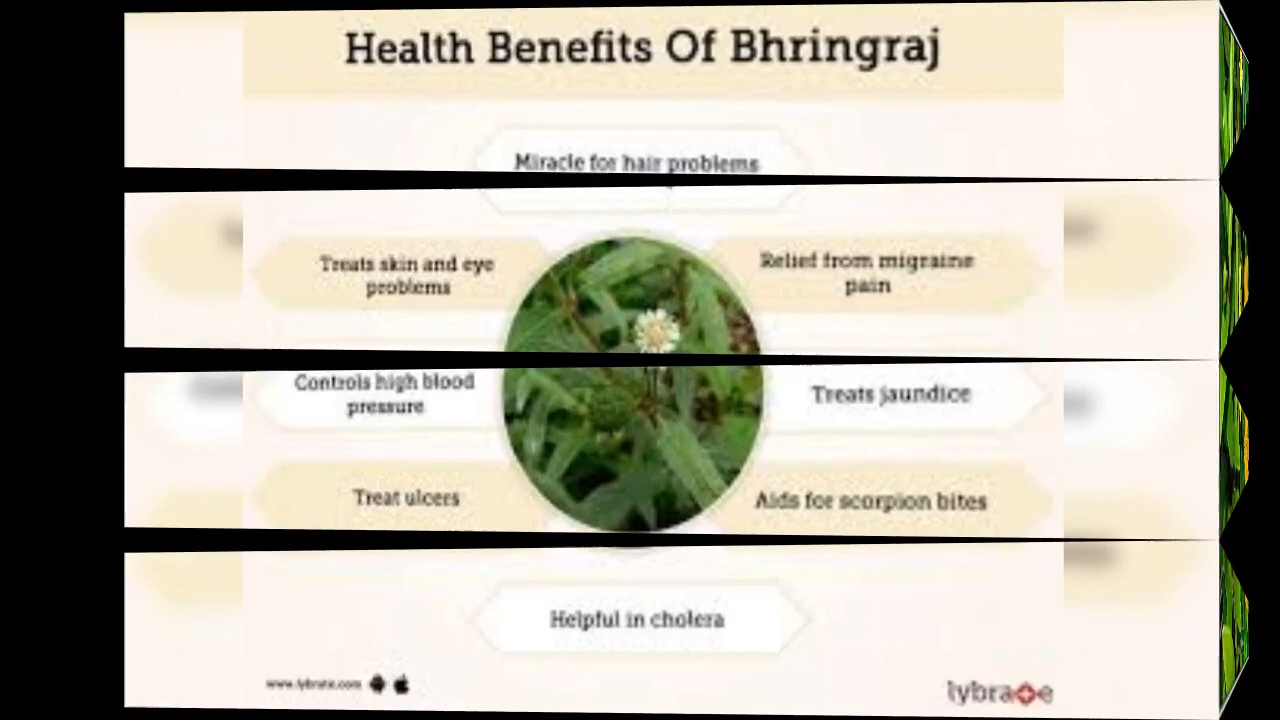 Health Benefits Of Bhringraj
Miracle for hair problems
Treats skin and eye
problems
Relief from migraine
pain
Controls high blood
pressure
Treats jaundice
Treat ulcers
Aids for scorpion bites
Helpful in cholera
www.lybrate.com
lybrate